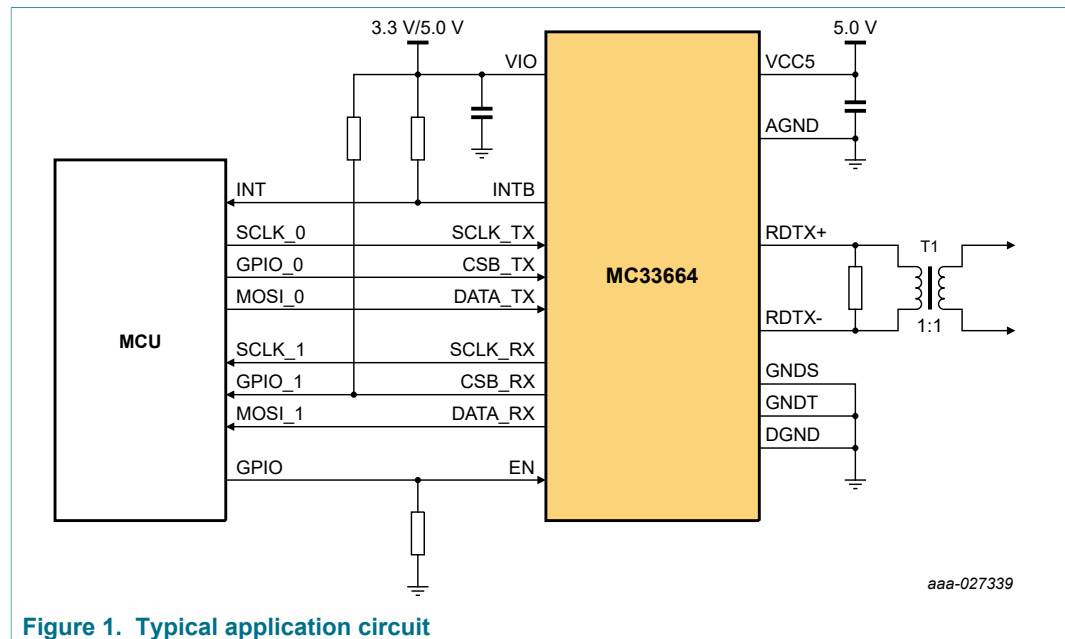 3.3 V/5.0 V
5.0 V
VIO
VCC5
AGND
INT
INTB
SCLK_0
SCLK_TX
RDTX+
T1
GPIO_0
CSB_TX
MC33664
MOSI_0
DATA_TX
MCU
RDTX-
1:1
SCLK_1
SCLK_RX
GNDS
GPIO_1
CSB_RX
GNDT
MOSI_1
DATA_RX
DGND
GPIO
EN
aaa-027339
Figure 1. Typical application circuit